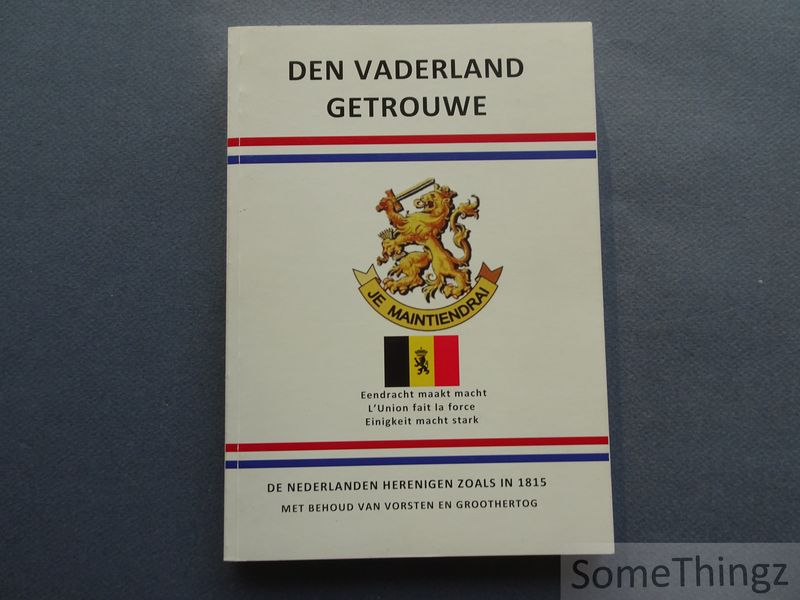 DEN VADERLAND
GETROUWE
JE MAINTIENDRAI
Eendracht maakt macht
L'Union fait la force
Einigkeit macht stark
DE NEDERLANDEN HERENIGEN ZOALS IN 1815
MET BEHOUD VAN VORSTEN EN GROOTHERTOG
SomeThingz